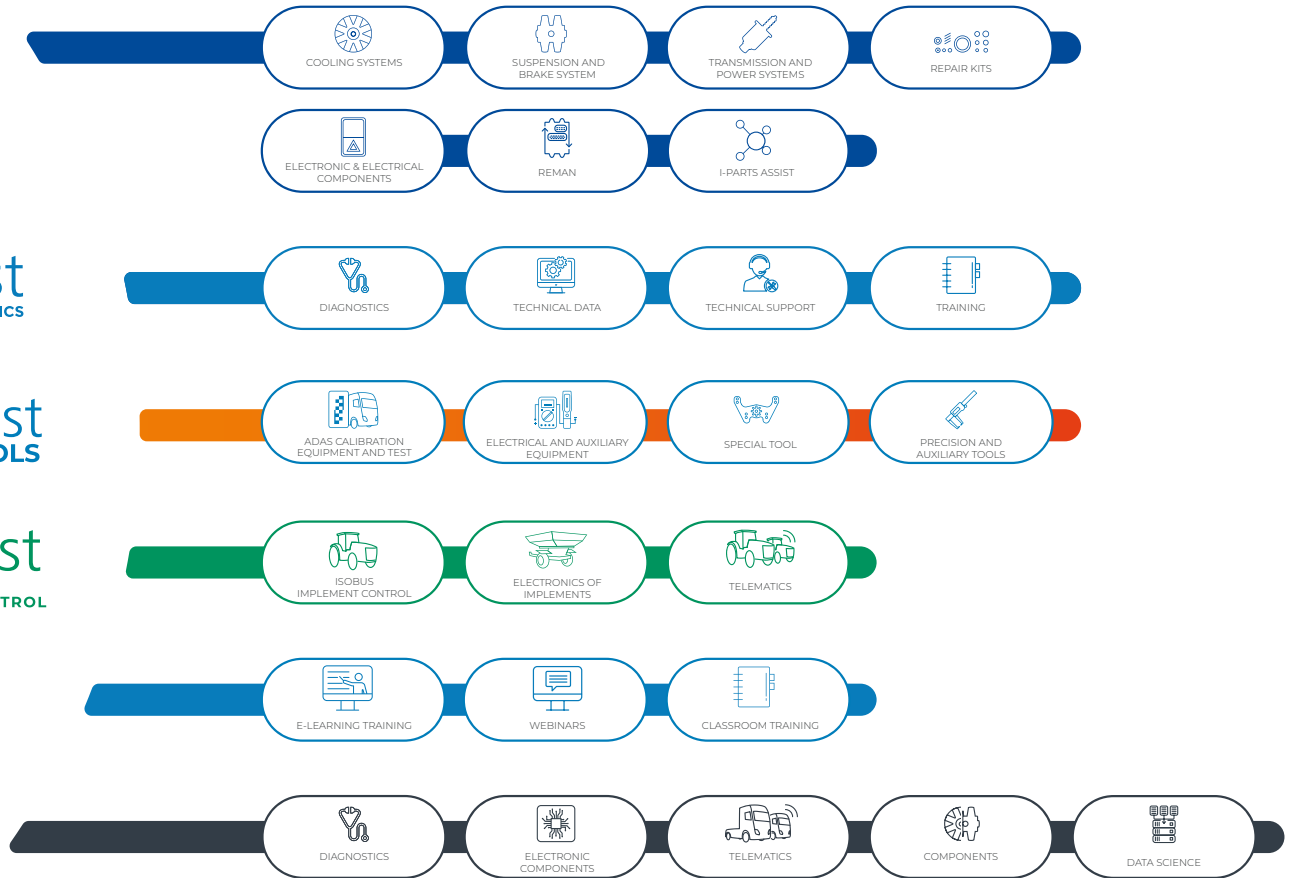 COOLING SYSTEMS
SUSPENSION AND
BRAKE SYSTEM
TRANSMISSION AND
POWER SYSTEMS
REPAIR KITS
ELECTRONIC & ELECTRICAL
COMPONENTS
REMAN
I-PARTS ASSIST
st
ICS
DIAGNOSTICS
TECHNICAL DATA
TECHNICAL SUPPORT
TRAINING
st
OLS
ADAS CALIBRATION
EQUIPMENT AND TEST
ELECTRICAL AND AUXILIARY
EQUIPMENT
SPECIAL TOOL
PRECISION AND
AUXILIARY TOOLS
st
TROL
ISOBUS
IMPLEMENT CONTROL
ELECTRONICS OF
IMPLEMENTS
TELEMATICS
E-LEARNING TRAINING
WEBINARS
CLASSROOM TRAINING
DIAGNOSTICS
ELECTRONIC
COMPONENTS
TELEMATICS
COMPONENTS
DATA SCIENCE